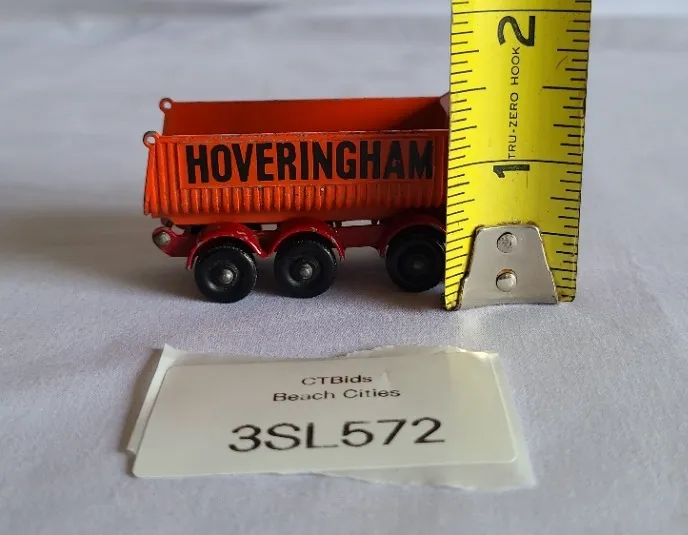 HOVERINGHAM
2
TRU-ZERO HOOK
1
CTBids
Beach Cities
3SL572